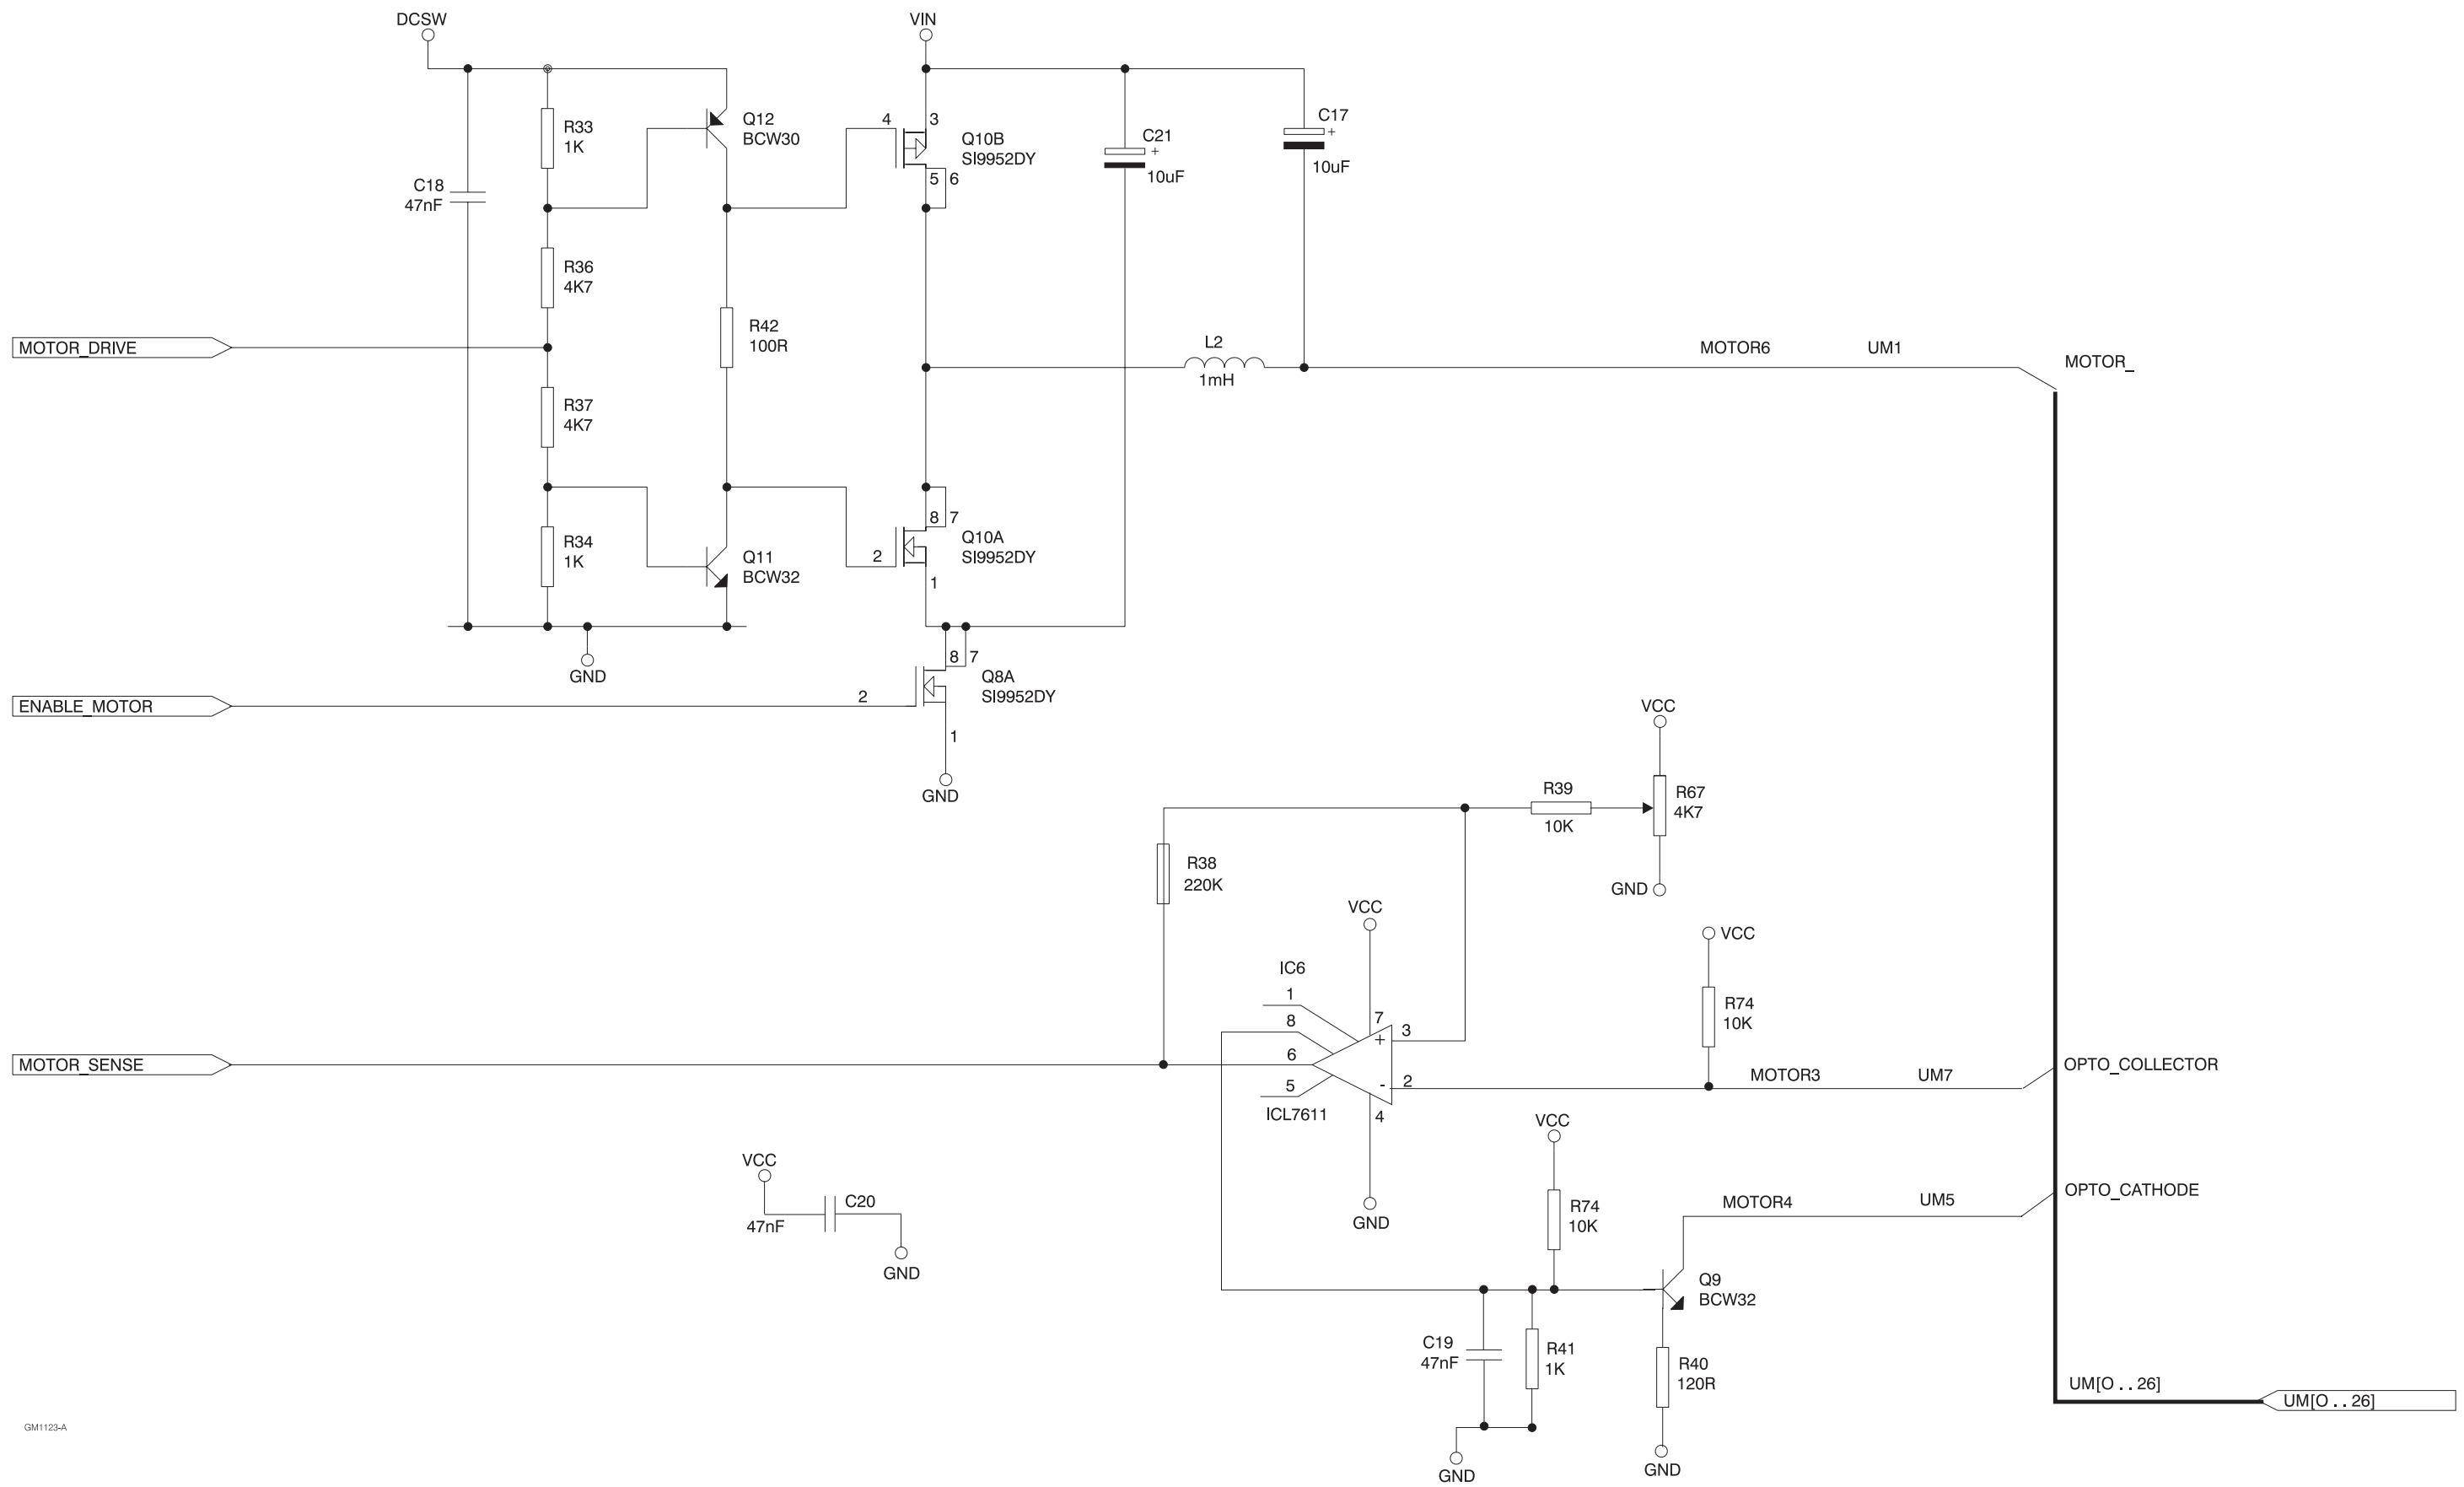 DCSW
VIN
R33
1K
Q12
BCW30
4
3
Q10B
SI9952DY
5
6
C21
+
10uF
C17
+
10uF
C18
47nF
R36
4K7
MOTOR_DRIVE
R42
100R
L2
1mH
MOTOR6
UM1
MOTOR_
R37
4K7
8
7
Q10A
SI9952DY
2
1
R34
1K
Q11
BCW32
GND
8
7
Q8A
SI9952DY
ENABLE_MOTOR
2
1
GND
VCC
R39
10K
R67
4K7
GND
R38
220K
VCC
VCC
R74
10K
IC6
1
8
7
+
3
MOTOR_SENSE
6
5
-
2
ICL7611
4
GND
MOTOR3
UM7
OPTO_COLLECTOR
VCC
C20
47nF
GND
VCC
R74
10K
MOTOR4
UM5
OPTO_CATHODE
Q9
BCW32
C19
47nF
R41
1K
R40
120R
GND
GND
UM[O . . 26]
UM[O . . 26]
GM1123-A